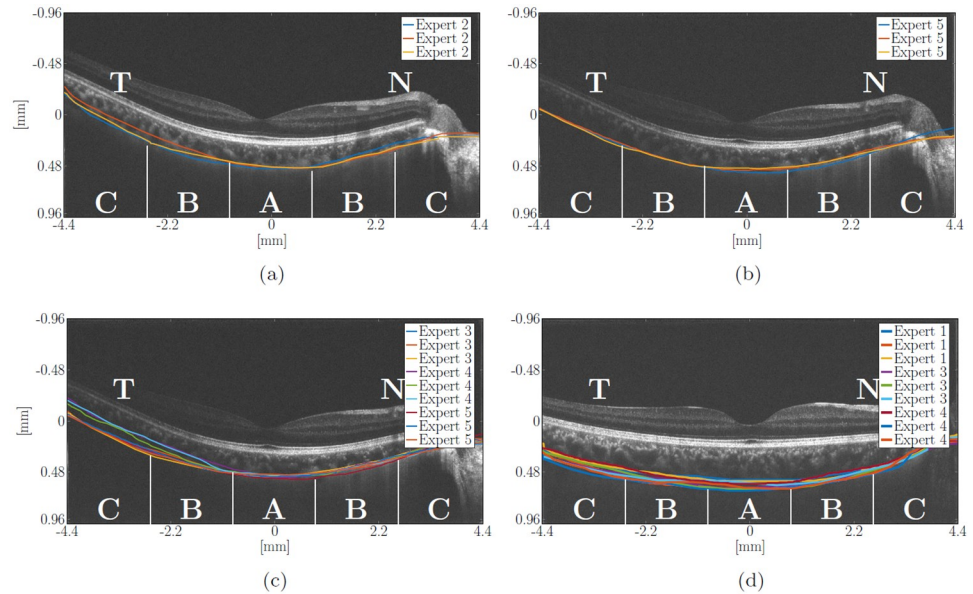 -0.96
Expert 2
Expert 2
Expert 2
-0.48
T
N
[mm]
0
0.48
C B A B C
0.96
-4.4 -2.2 0 2.2 4.4
[mm]
(a)
-0.96
Expert 5
Expert 5
Expert 5
-0.48
T
N
0
0.48
C B A B C
0.96
-4.4 -2.2 0 2.2 4.4
[mm]
(b)
-0.96
Expert 3
Expert 3
Expert 3
Expert 4
Expert 4
Expert 4
Expert 5
Expert 5
Expert 5
-0.48
T
N
[mm]
0
0.48
C B A B C
0.96
-4.4 -2.2 0 2.2 4.4
[mm]
(c)
-0.96
Expert 1
Expert 1
Expert 1
Expert 3
Expert 3
Expert 3
Expert 4
Expert 4
Expert 4
-0.48
T
N
0
0.48
C B A B C
0.96
-4.4 -2.2 0 2.2 4.4
[mm]
(d)